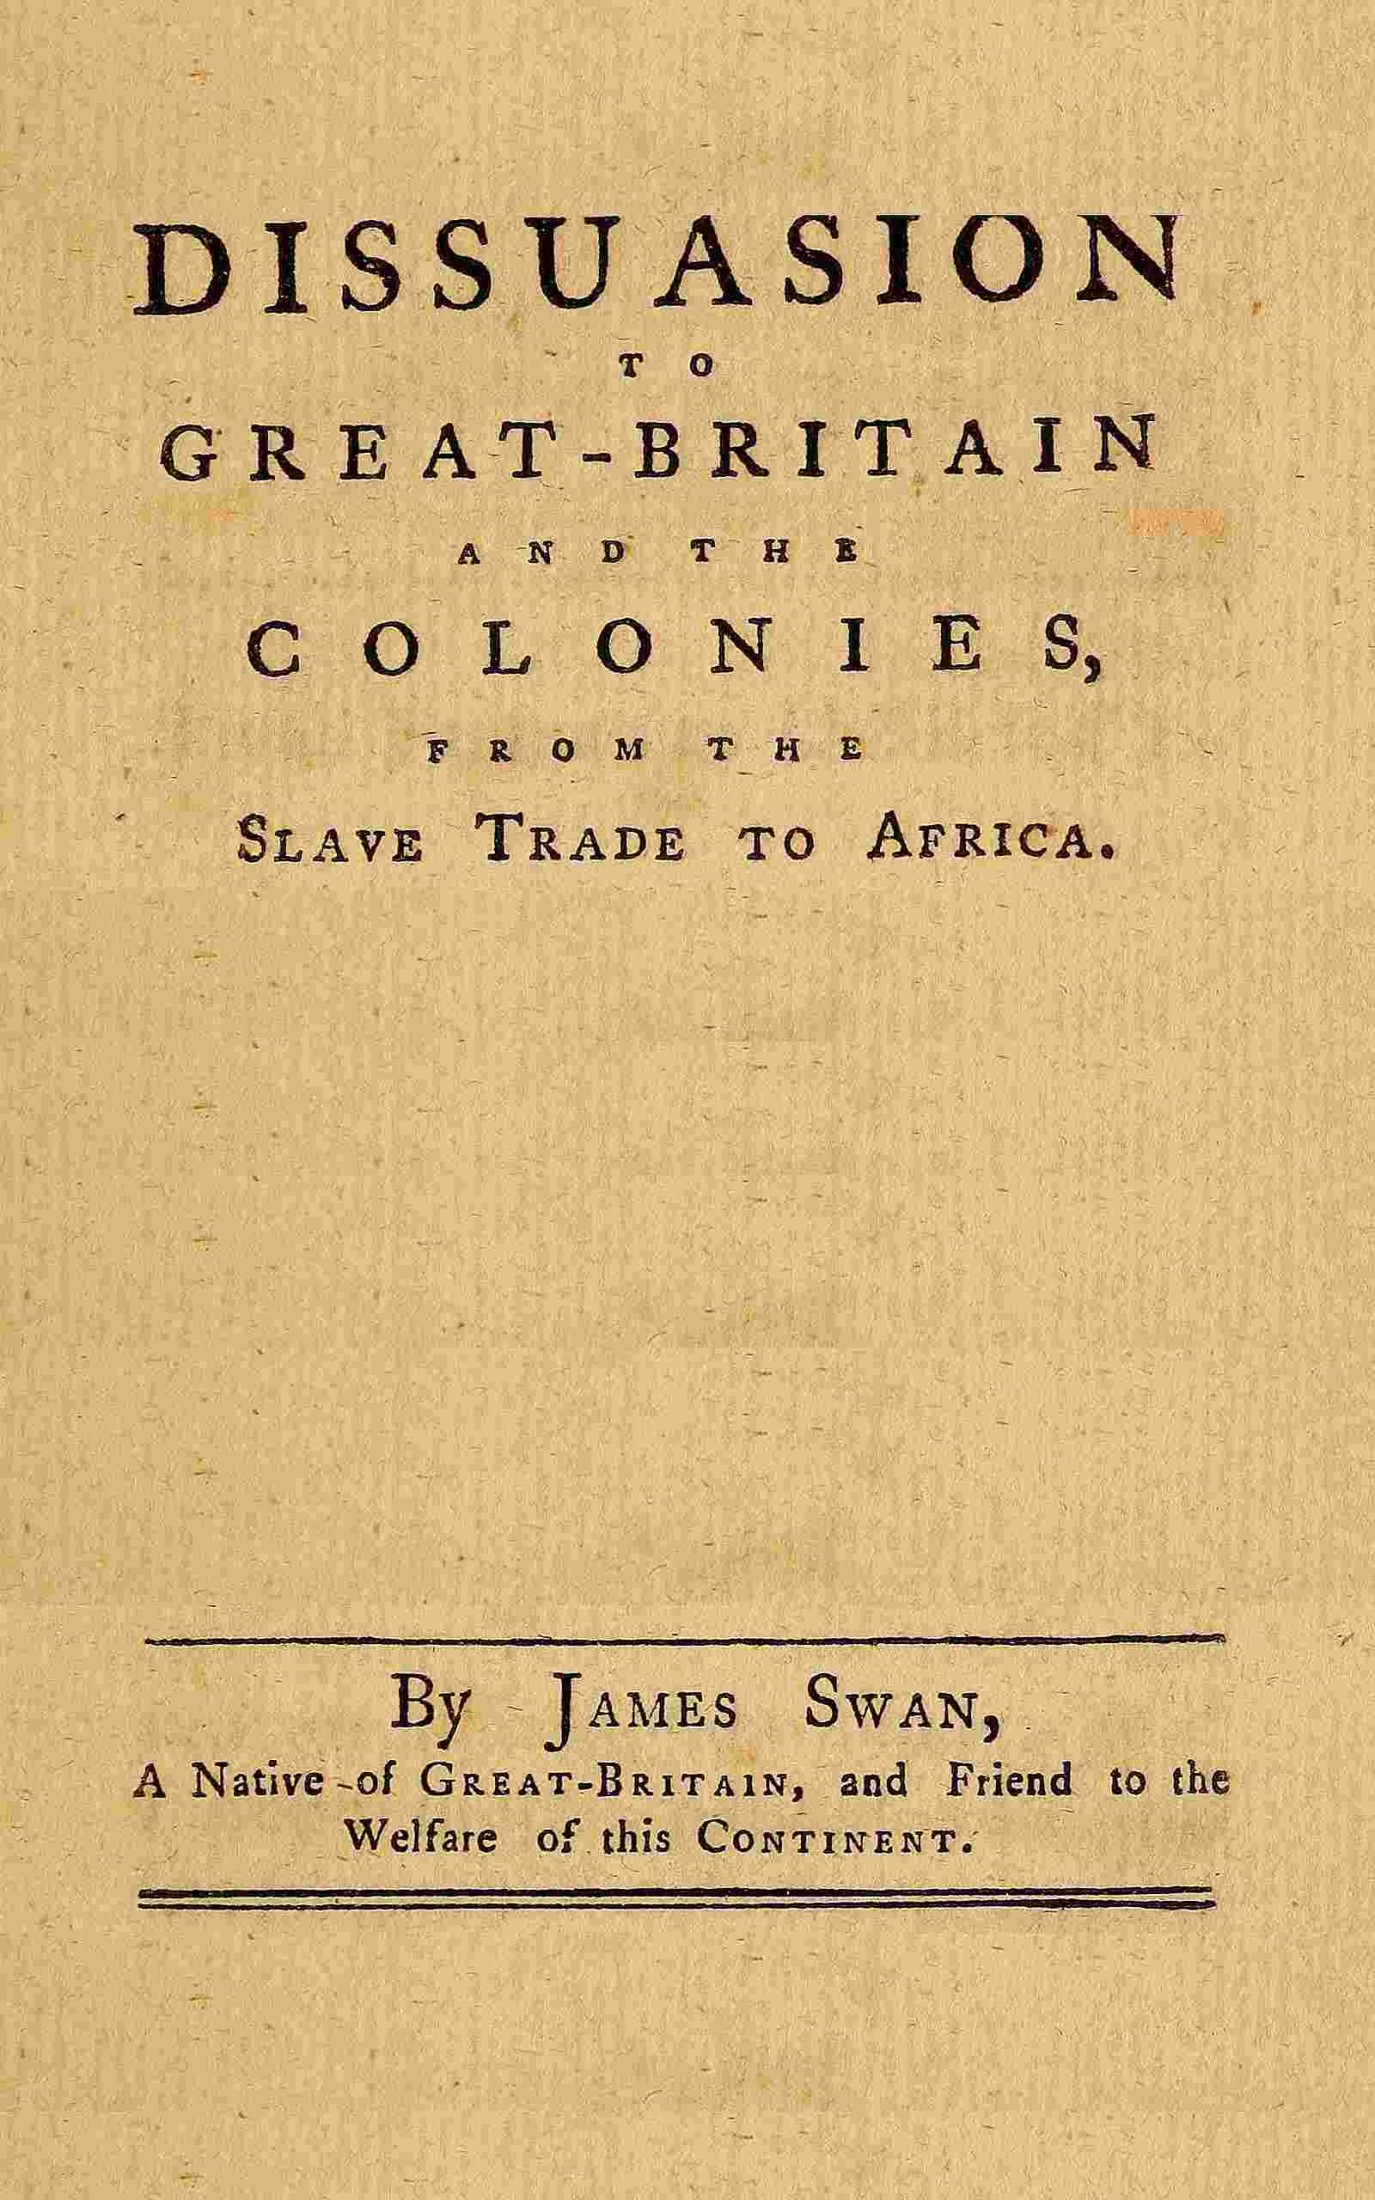 DISSUASION
TO
GREAT-BRITAIN
AND THE
COLONIES,
FROM THE
SLAVE TRADE TO AFRICA.
By JAMES SWAN,
A Native of GREAT-BRITAIN, and Friend to the
Welfare of this CONTINENT.